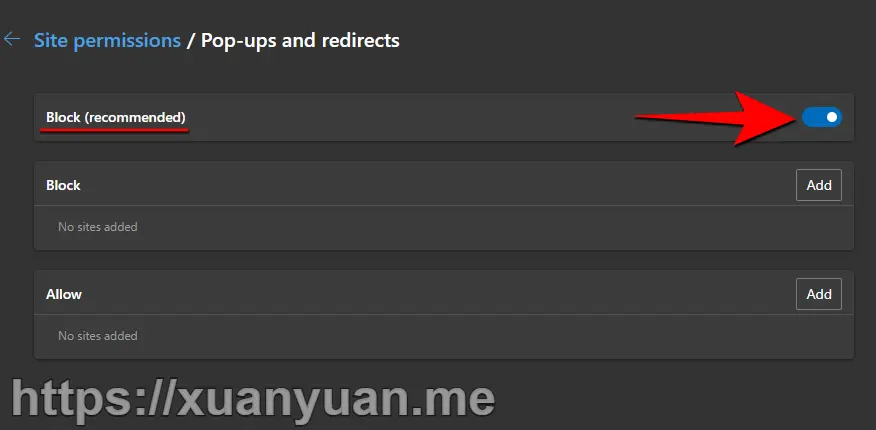 Site permissions / Pop-ups and redirects
Block (recommended)
Block
Add
No sites added
Allow
Add
No sites added
https://xuanyuan.me